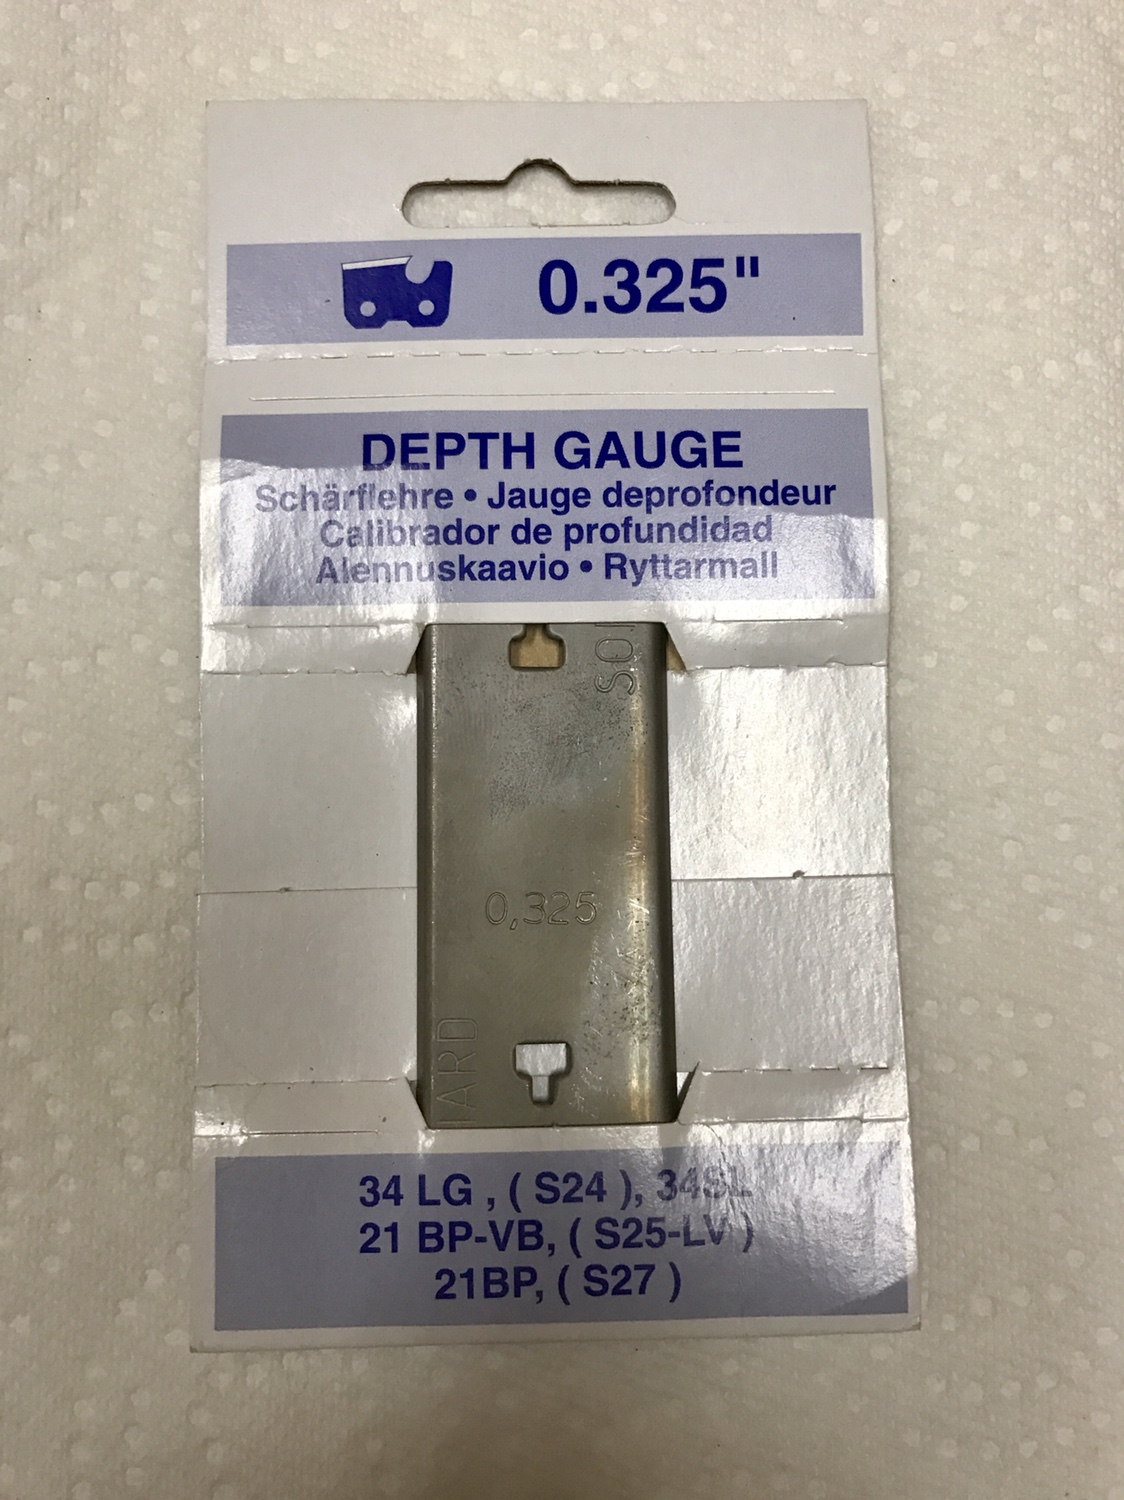 0.325"
DEPTH GAUGE
Schärflehre • Jauge deprofondeur
Calibrador de profundidad
Alennuskaavio • Ryttarmall
0,325
34 LG , ( S24 ), 34SL
21 BP-VB, ( S25-LV )
21BP, ( S27 )